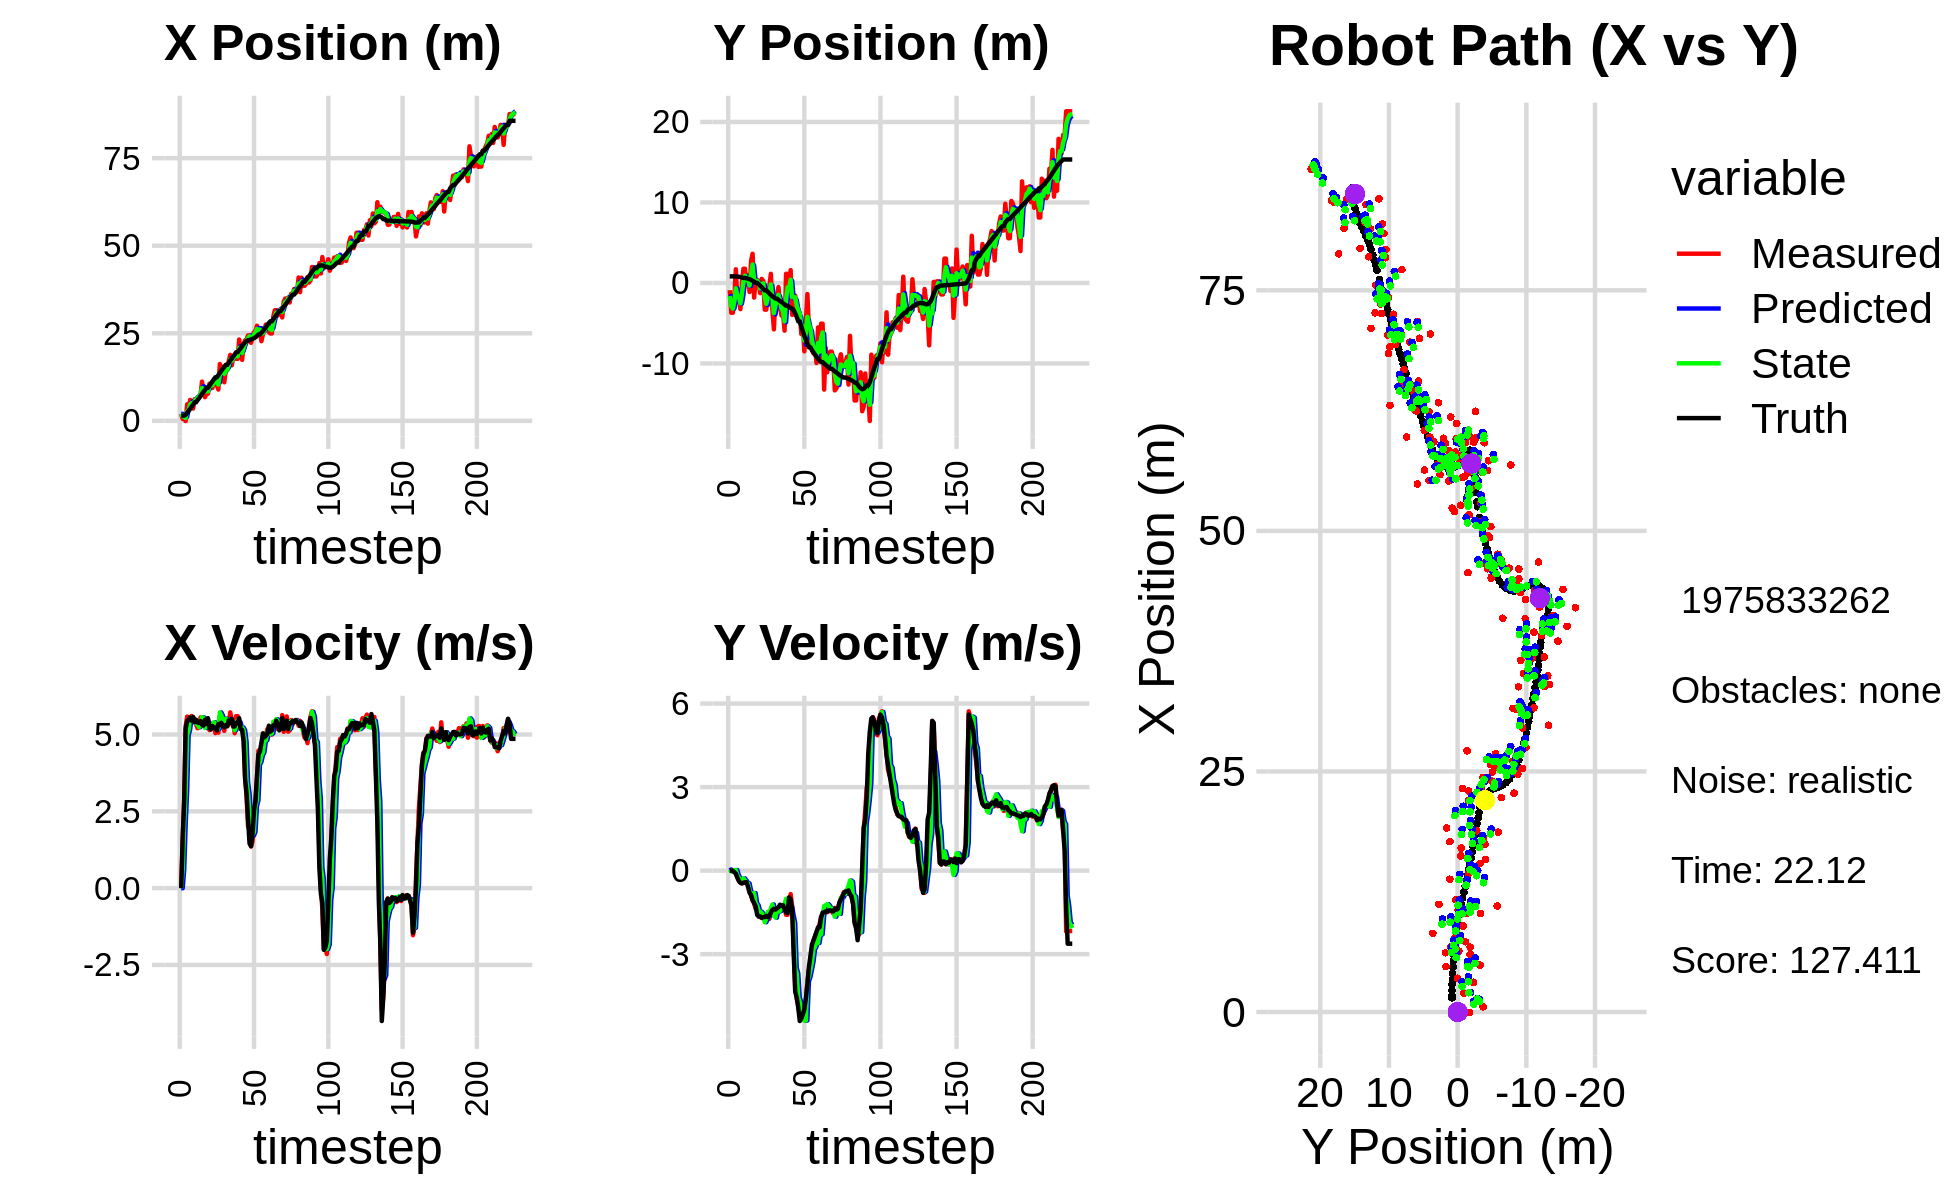 X Position (m)
75
50
25
0
0
50
100
150
200
timestep
Y Position (m)
20
10
0
-10
0
50
100
150
200
timestep
X Velocity (m/s)
5.0
2.5
0.0
-2.5
0
50
100
150
200
timestep
Y Velocity (m/s)
6
3
0
-3
0
50
100
150
200
timestep
Robot Path (X vs Y)
X Position (m)
75
50
25
0
20
10
0
-10
-20
Y Position (m)
variable
Measured
Predicted
State
Truth
1975833262
Obstacles: none
Noise: realistic
Time: 22.12
Score: 127.411